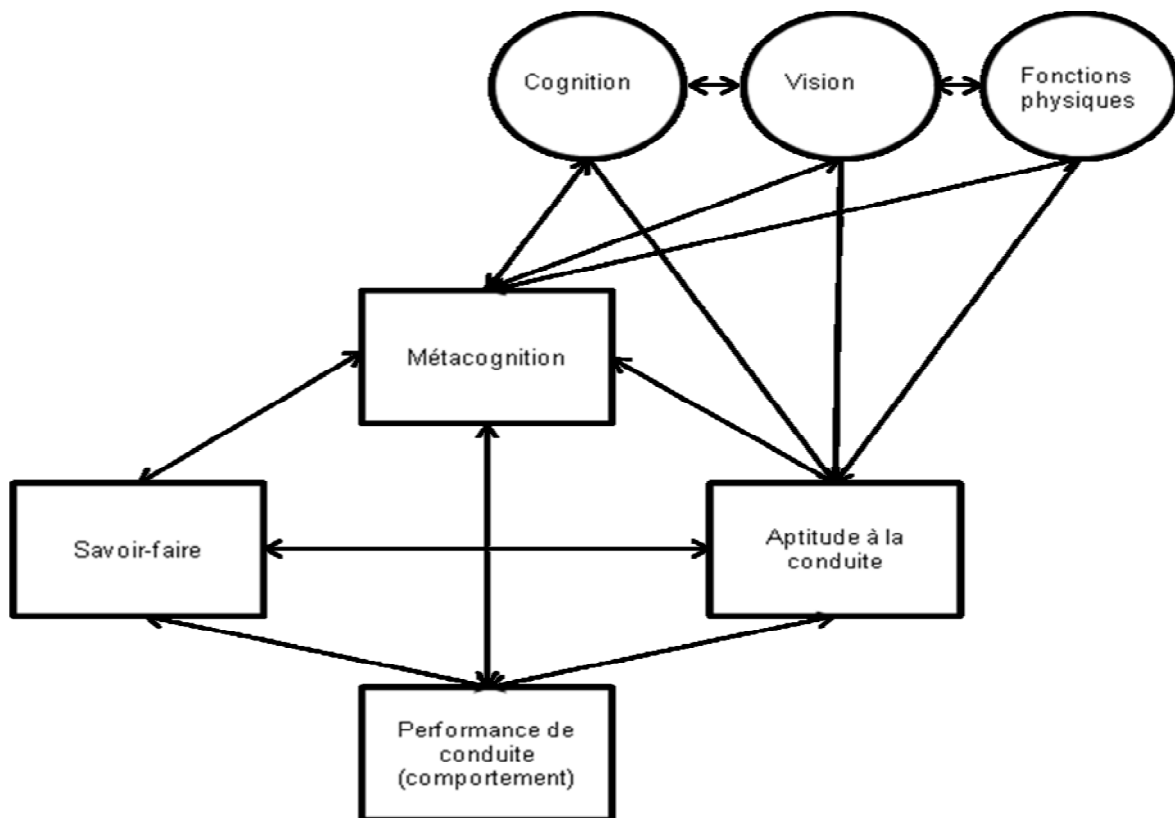 Cognition
Vision
Fonctions
physiques
Métacognition
Savoir-faire
Aptitude à la
conduite
Performance de
conduite
(comportement)